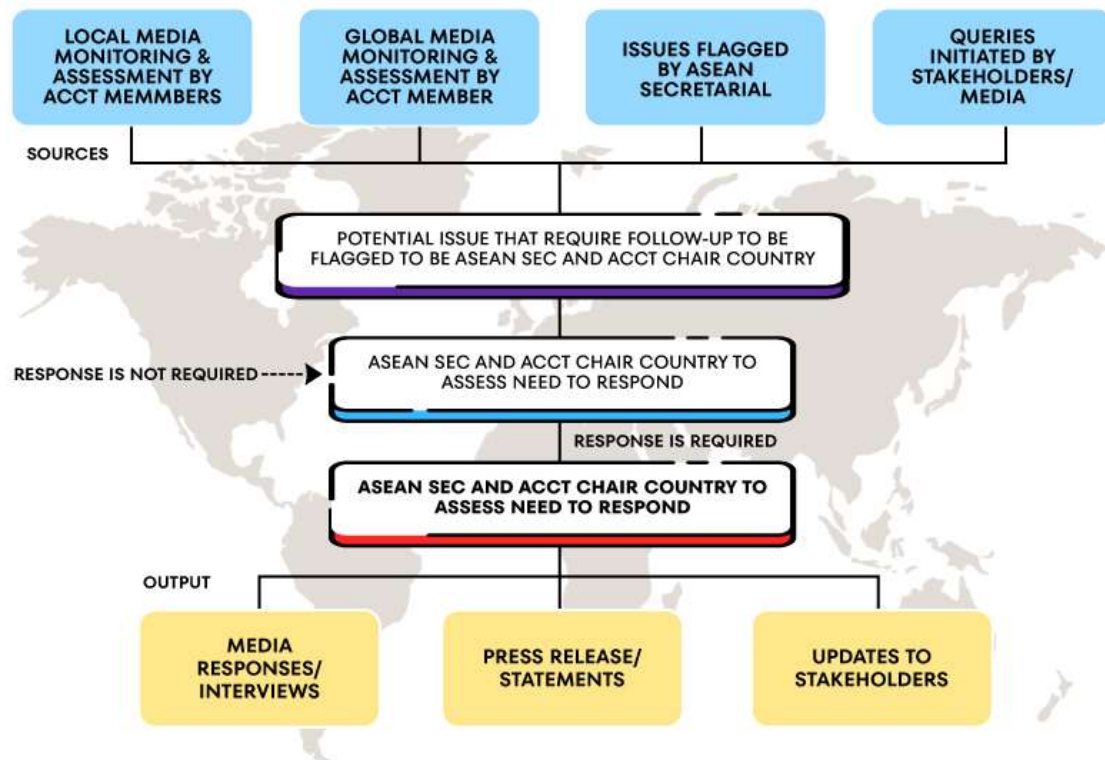 LOCAL MEDIA
MONITORING &
ASSESSMENT BY
ACCT MEMMBERS
GLOBAL MEDIA
MONITORING &
ASSESSMENT BY
ACCT MEMBER
ISSUES FLAGGED
BY ASEAN
SECRETARIAL
QUERIES
INITIATED BY
STAKEHOLDERS/
MEDIA
SOURCES
POTENTIAL ISSUE THAT REQUIRE FOLLOW-UP TO BE
FLAGGED TO BE ASEAN SEC AND ACCT CHAIR COUNTRY
RESPONSE IS NOT REQUIRED
ASEAN SEC AND ACCT CHAIR COUNTRY TO
ASSESS NEED TO RESPOND
RESPONSE IS REQUIRED
ASEAN SEC AND ACCT CHAIR COUNTRY TO
ASSESS NEED TO RESPOND
OUTPUT
MEDIA
RESPONSES/
INTERVIEWS
PRESS RELEASE/
STATEMENTS
UPDATES TO
STAKEHOLDERS